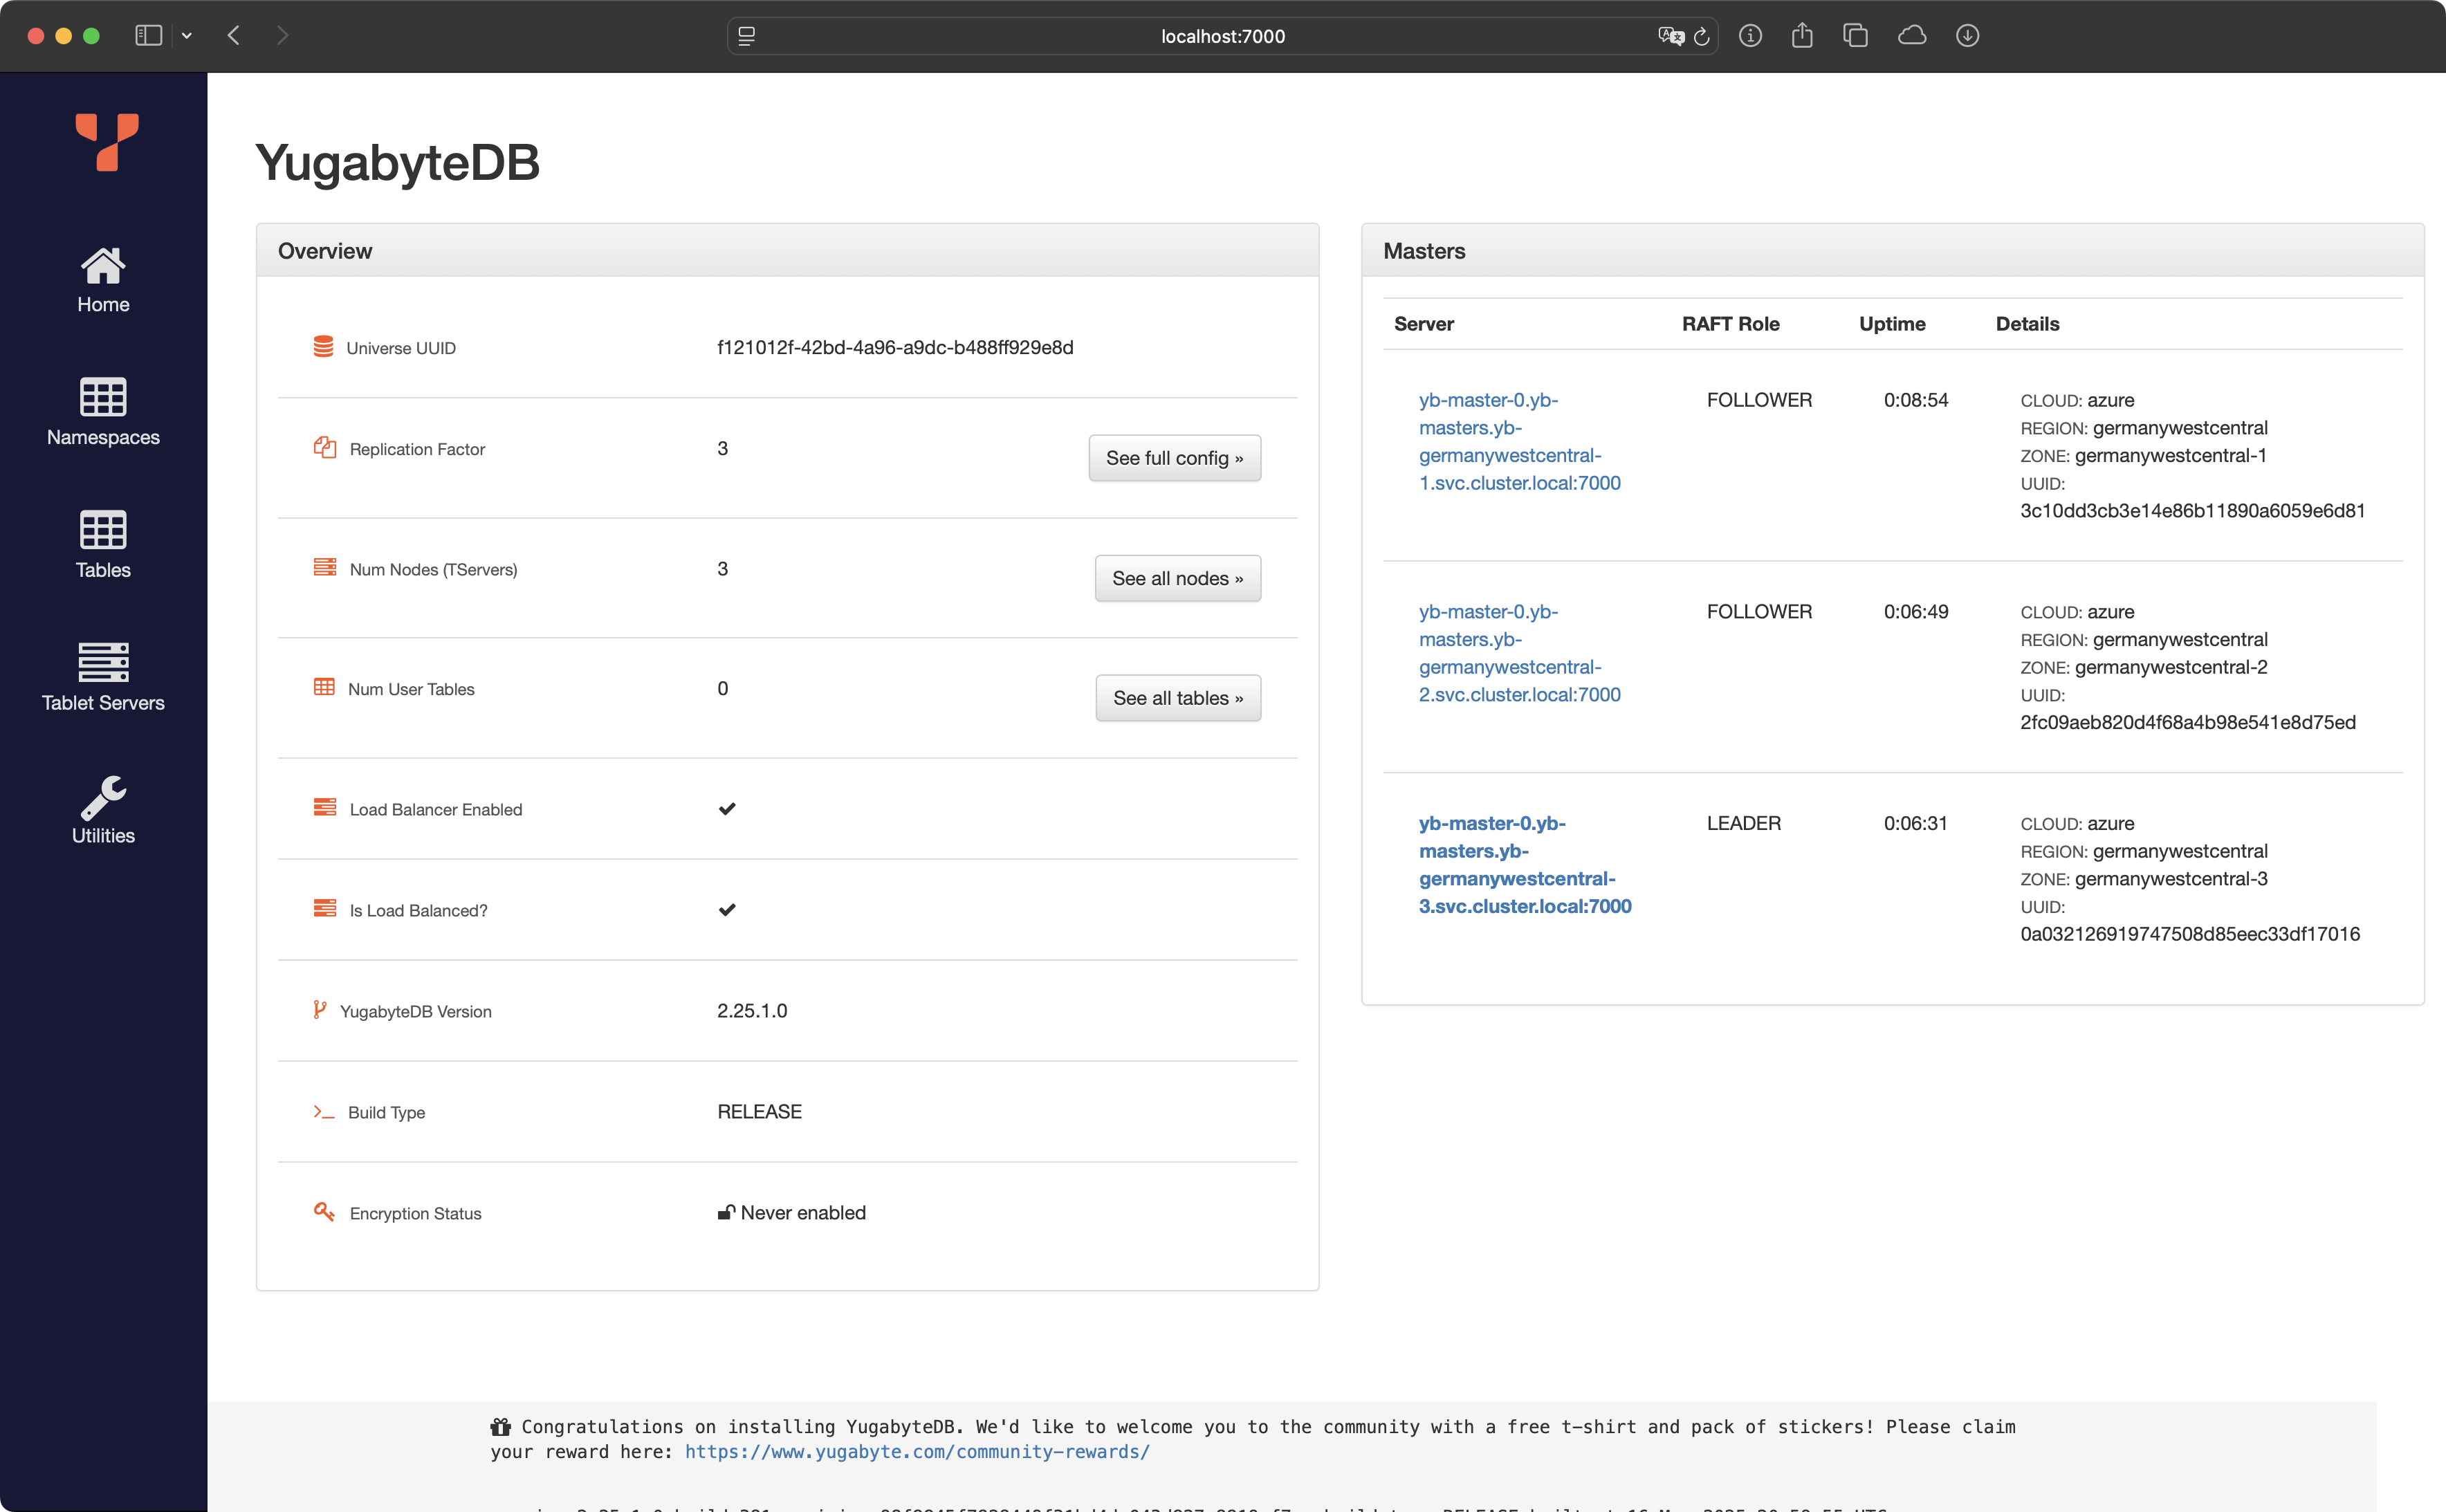 localhost:7000
Home
Namespaces
Tables
Tablet Servers
Utilities
YugabyteDB
Overview
Universe UUID f121012f-42bd-4a96-a9dc-b488ff929e8d
Replication Factor 3 See full config »
Num Nodes (TServers) 3 See all nodes »
Num User Tables 0 See all tables »
Load Balancer Enabled ✔
Is Load Balanced? ✔
YugabyteDB Version 2.25.1.0
Build Type RELEASE
Encryption Status Never enabled
Masters
Server RAFT Role Uptime Details
yb-master-0.yb- FOLLOWER 0:08:54 CLOUD: azure
masters.yb- REGION: germanywestcentral
germanywestcentral- ZONE: germanywestcentral-1
1.svc.cluster.local:7000 UUID:
3c10dd3cb3e14e86b11890a6059e6d81
yb-master-0.yb- FOLLOWER 0:06:49 CLOUD: azure
masters.yb- REGION: germanywestcentral
germanywestcentral- ZONE: germanywestcentral-2
2.svc.cluster.local:7000 UUID:
2fc09aeb820d4f68a4b98e541e8d75ed
yb-master-0.yb- LEADER 0:06:31 CLOUD: azure
masters.yb- REGION: germanywestcentral
germanywestcentral- ZONE: germanywestcentral-3
3.svc.cluster.local:7000 UUID:
0a032126919747508d85eec33df17016
Congratulations on installing YugabyteDB. We'd like to welcome you to the community with a free t-shirt and pack of stickers! Please claim
your reward here: https://www.yugabyte.com/community-rewards/